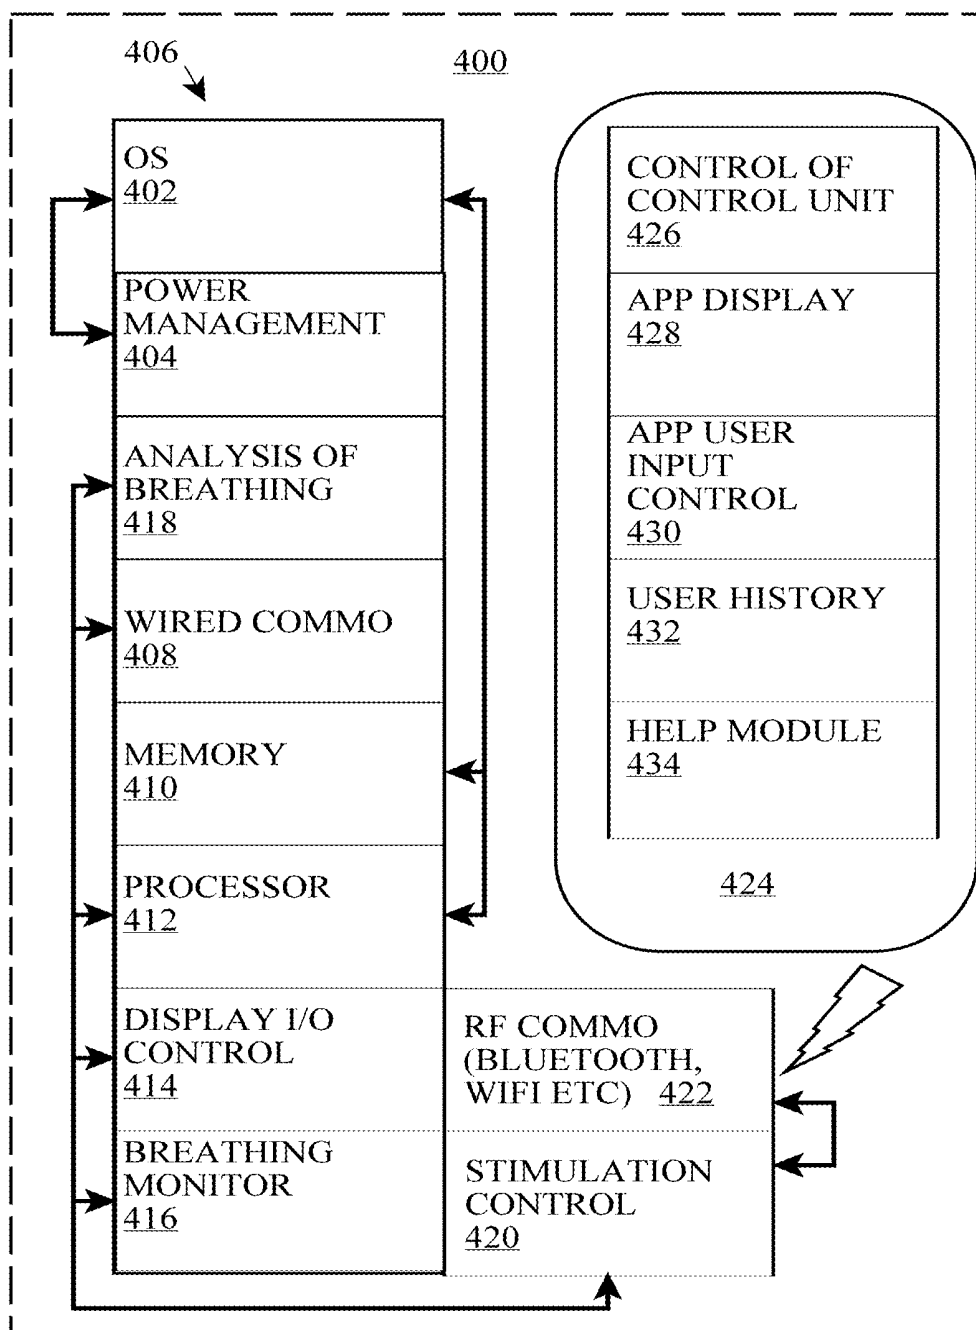 406
400
OS
402
POWER
MANAGEMENT
404
ANALYSIS OF
BREATHING
418
WIRED COMMO
408
MEMORY
410
PROCESSOR
412
DISPLAY I/O
CONTROL
414
BREATHING
MONITOR
416
RF COMMO
(BLUETOOTH,
WIFI ETC) 422
STIMULATION
CONTROL
420
CONTROL OF
CONTROL UNIT
426
APP DISPLAY
428
APP USER
INPUT
CONTROL
430
USER HISTORY
432
HELP MODULE
434
424